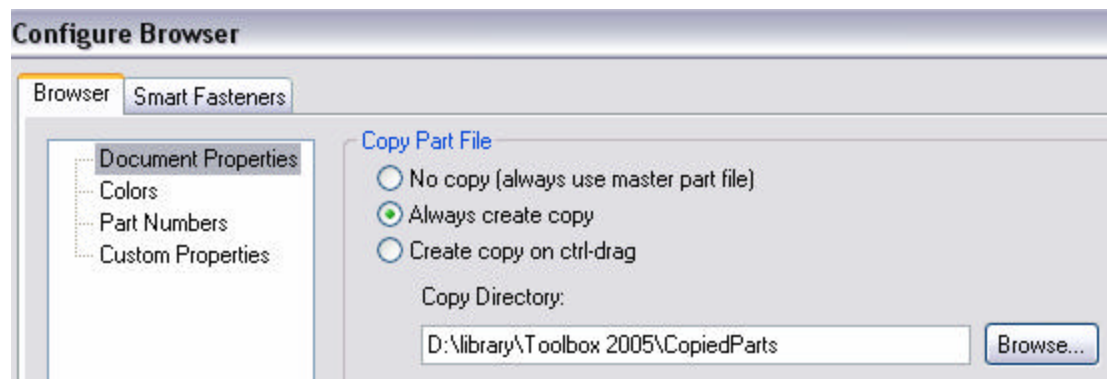 Configure Browser
Browser
Smart Fasteners
Document Properties
Colors
Part Numbers
Custom Properties
Copy Part File
No copy (always use master part file)
Always create copy
Create copy on ctrl-drag
Copy Directory:
D:\library\Toolbox 2005\CopiedParts
Browse...